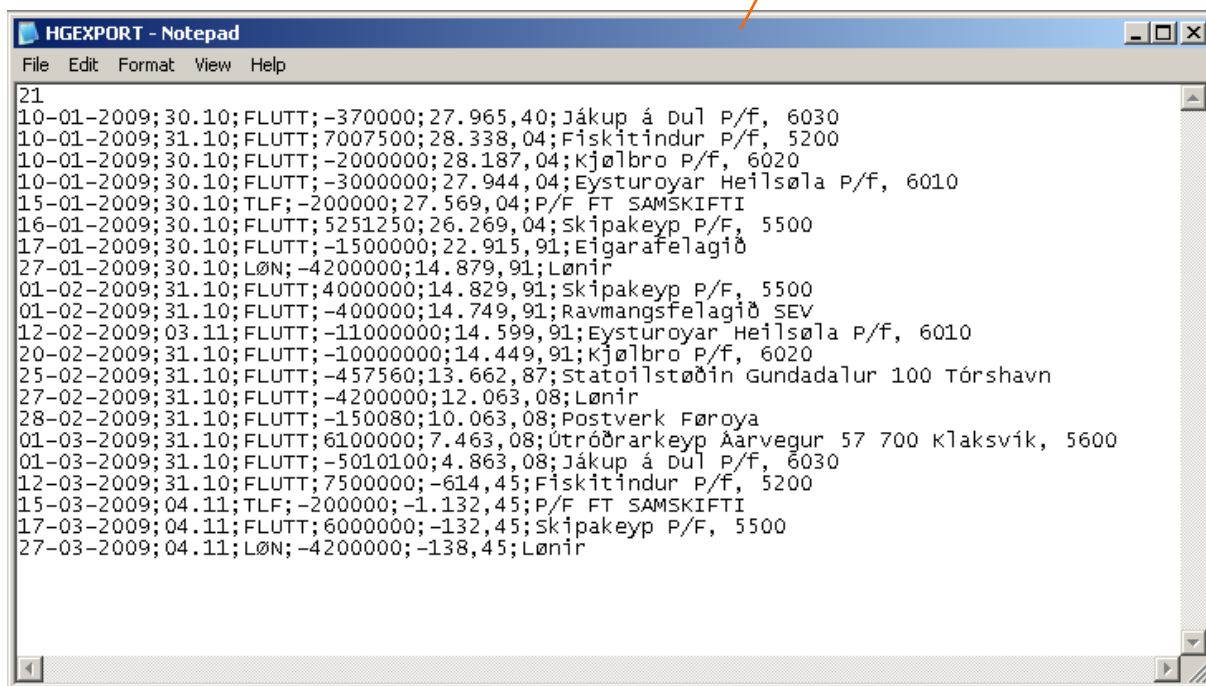 HGEXPORT - Notepad
File Edit Format View Help
21
10-01-2009;30.10;FLUTT;-370000;27.965,40;Jákup á Dul P/f, 6030
10-01-2009;31.10;FLUTT;7007500;28.338,04;Fiskitindur P/f, 5200
10-01-2009;30.10;FLUTT;-2000000;28.187,04;Kjølbro P/f, 6020
10-01-2009;30.10;FLUTT;-3000000;27.944,04;Eysturoyar Heilsøla P/f, 6010
15-01-2009;30.10;TLF;-200000;27.569,04;P/F FT SAMSKIFTI
16-01-2009;30.10;FLUTT;5251250;26.269,04;Skipakeyp P/F, 5500
17-01-2009;30.10;FLUTT;-1500000;22.915,91;Eigarafelagið
27-01-2009;30.10;LØN;-4200000;14.879,91;Lønir
01-02-2009;31.10;FLUTT;4000000;14.829,91;Skipakeyp P/F, 5500
01-02-2009;31.10;FLUTT;-400000;14.749,91;Ravmangsfelagið SEV
12-02-2009;03.11;FLUTT;-11000000;14.599,91;Eysturoyar Heilsøla P/f, 6010
20-02-2009;31.10;FLUTT;-10000000;14.449,91;Kjølbro P/f, 6020
25-02-2009;31.10;FLUTT;-457560;13.662,87;Statoilstøðin Gundadalur 100 Tórshavn
27-02-2009;31.10;FLUTT;-4200000;12.063,08;Lønir
28-02-2009;31.10;FLUTT;-150080;10.063,08;Postverk Føroya
01-03-2009;31.10;FLUTT;6100000;7.463,08;Útróðrarkeyp Áarvegur 57 700 Klaksvík, 5600
01-03-2009;31.10;FLUTT;-5010100;4.863,08;Jákup á Dul P/f, 6030
12-03-2009;31.10;FLUTT;7500000;-614,45;Fiskitindur P/f, 5200
15-03-2009;04.11;TLF;-200000;-1.132,45;P/F FT SAMSKIFTI
17-03-2009;04.11;FLUTT;6000000;-132,45;Skipakeyp P/F, 5500
27-03-2009;04.11;LØN;-4200000;-138,45;Lønir